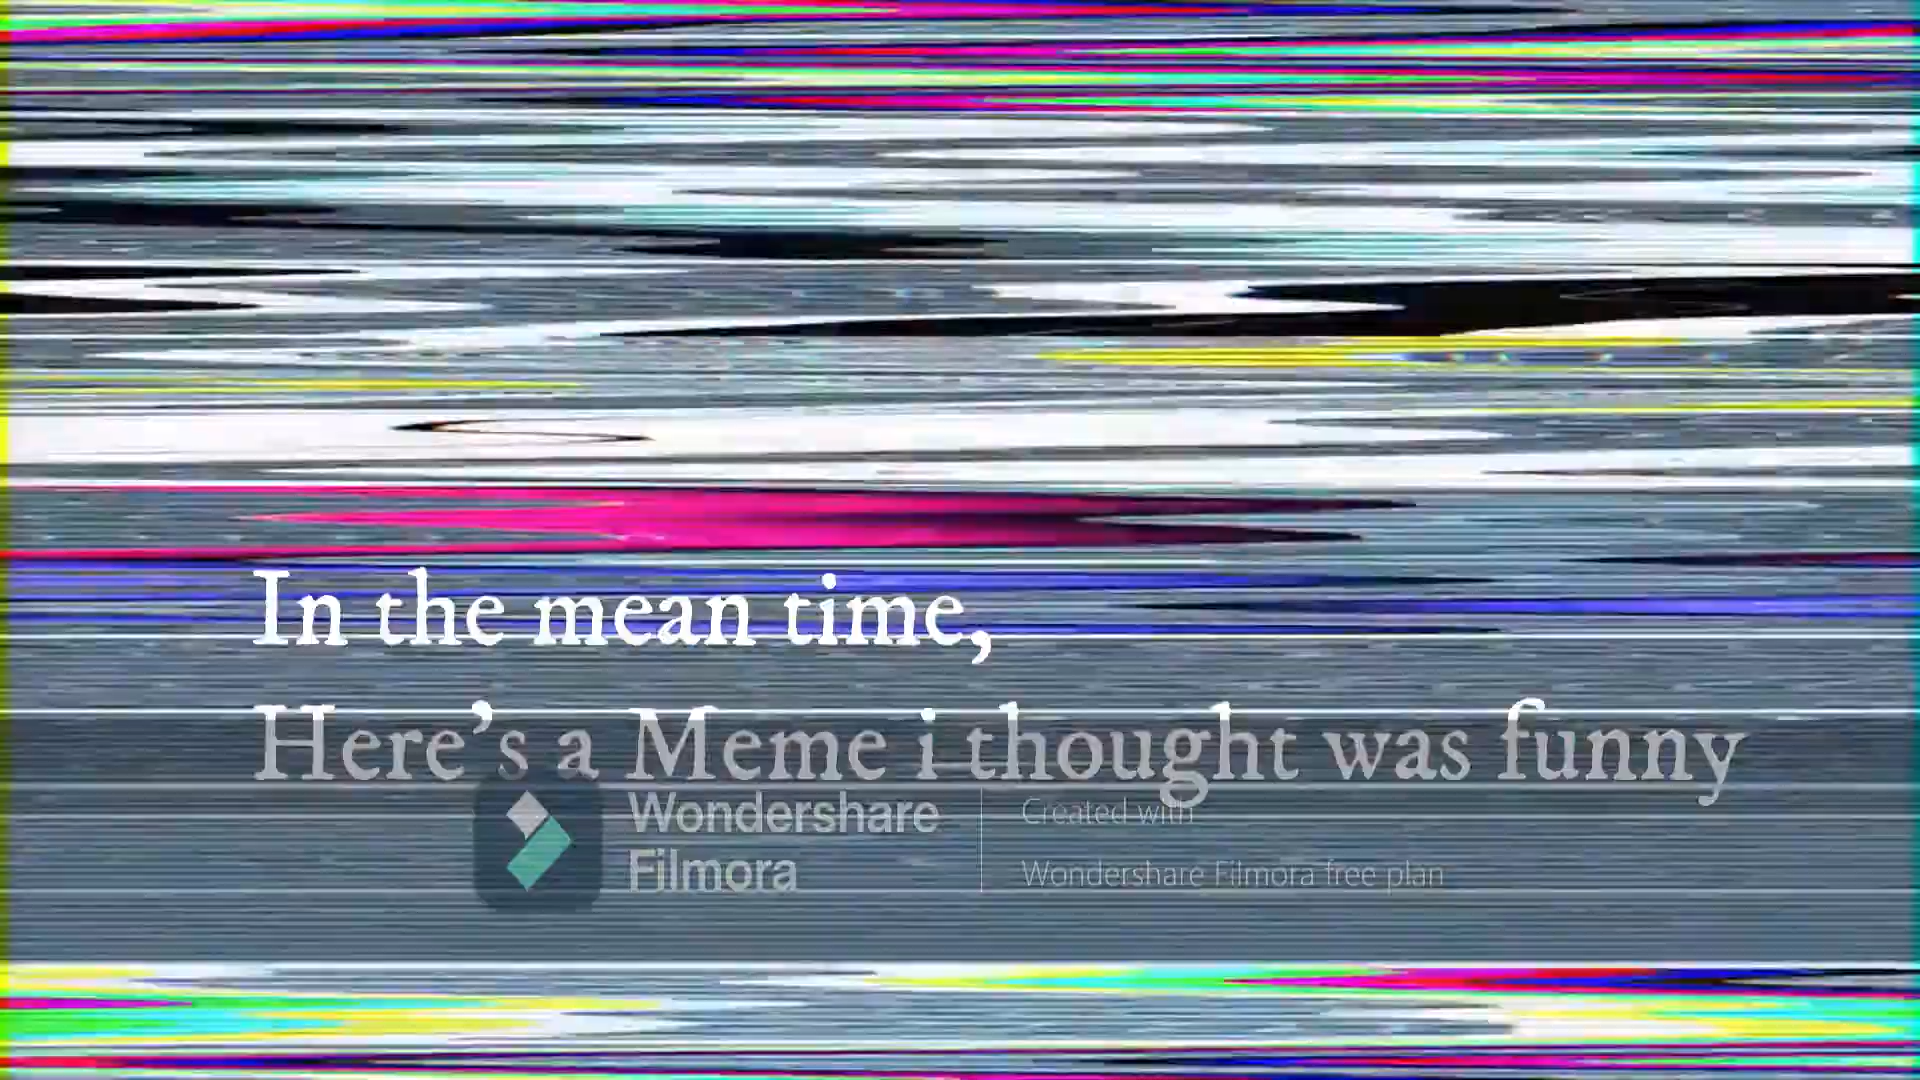 In the mean time,
Here's a Meme i thought was funny
Wondershare
Filmora
Created with
Wondershare Filmora free plan